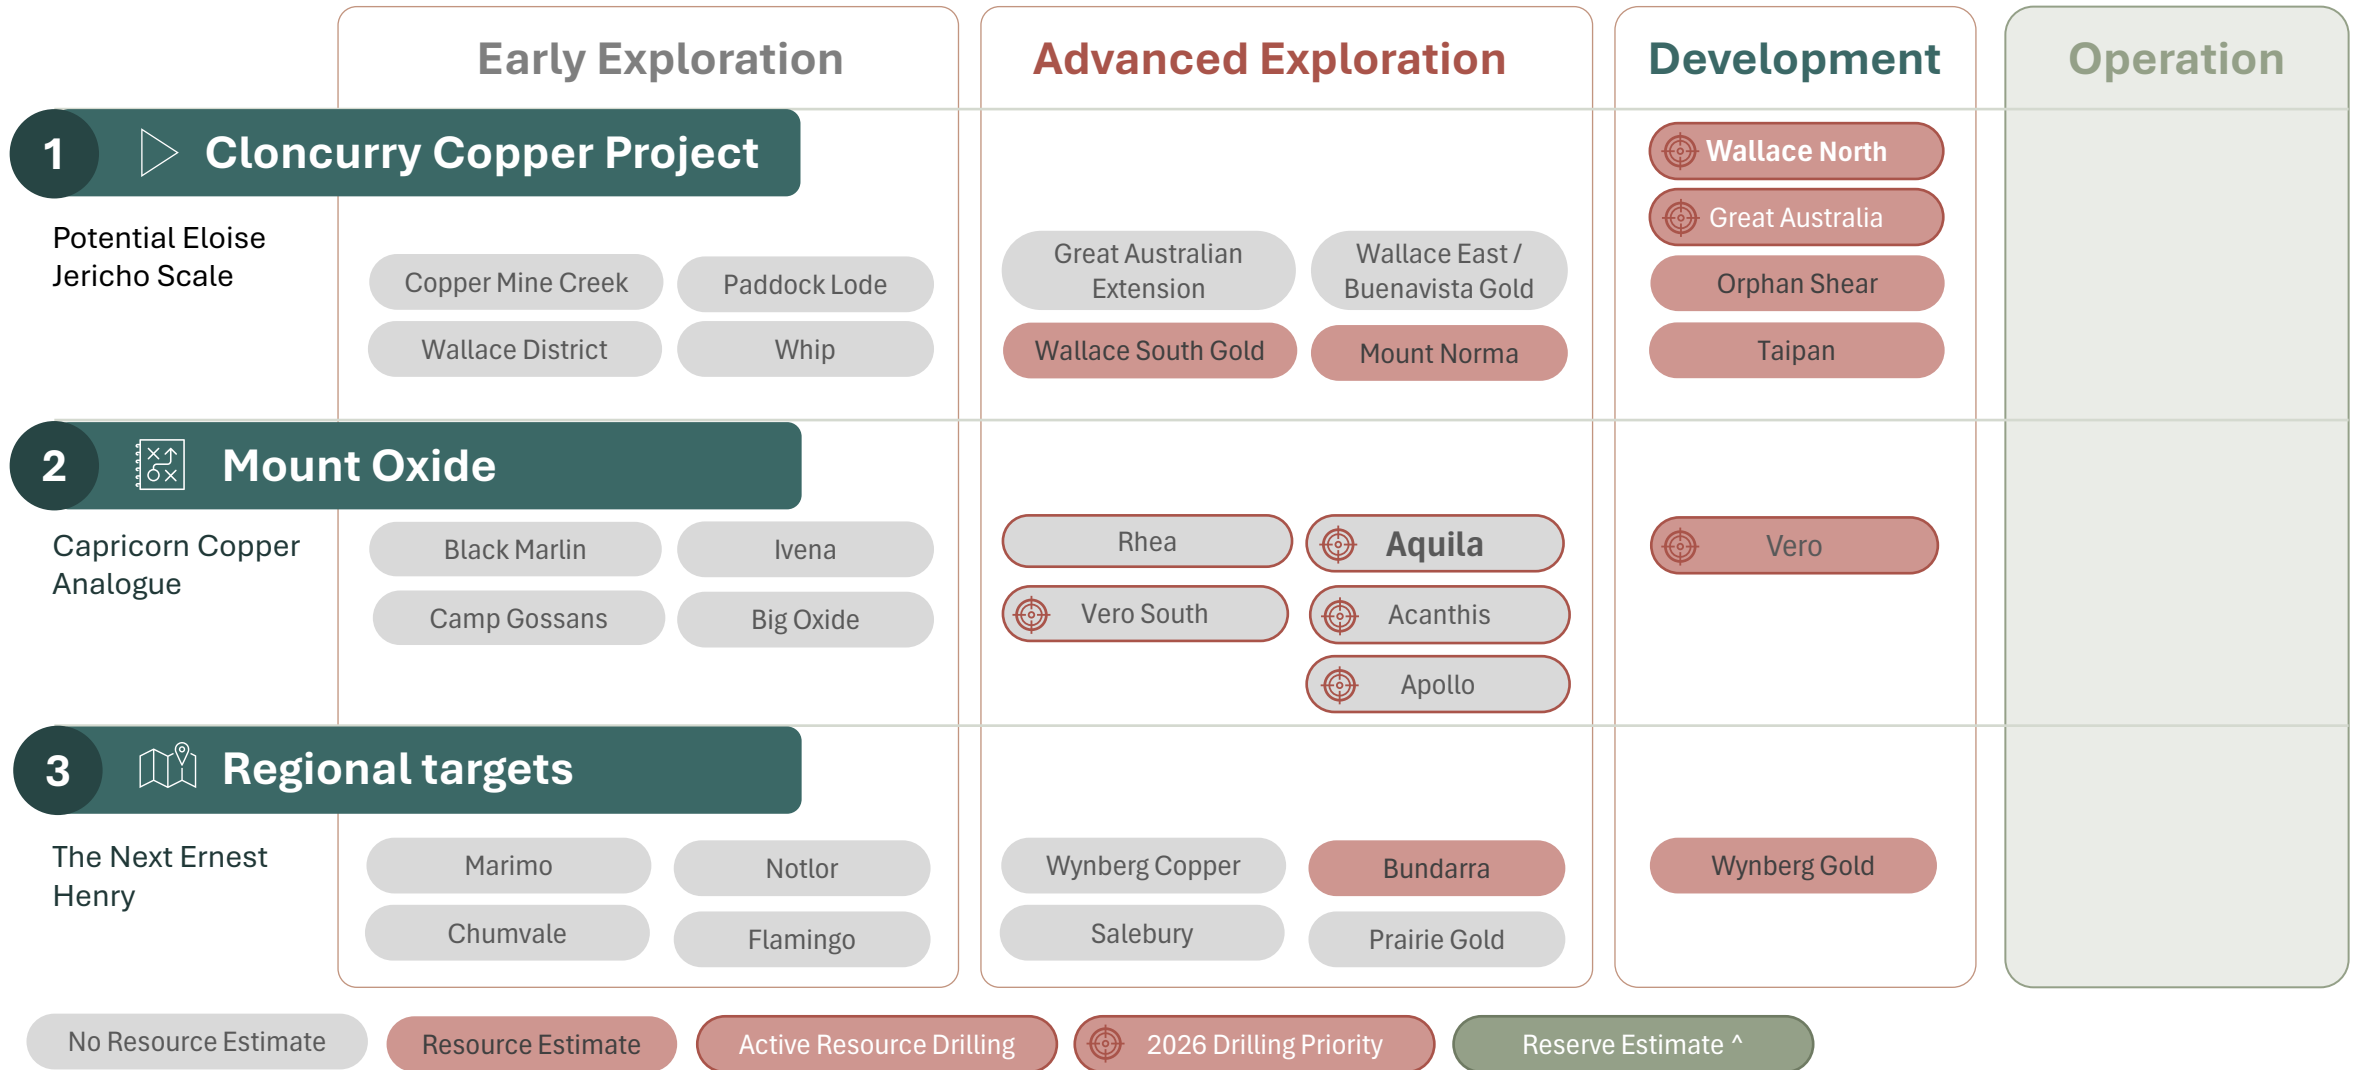 Early Exploration
Advanced Exploration
Development
Operation
1
Cloncurry Copper Project
Potential Eloise
Jericho Scale
Copper Mine Creek
Paddock Lode
Wallace District
Whip
Great Australian
Extension
Wallace East /
Buenavista Gold
Wallace South Gold
Mount Norma
Wallace North
Great Australia
Orphan Shear
Taipan
2
Mount Oxide
Capricorn Copper
Analogue
Black Marlin
Ivena
Camp Gossans
Big Oxide
Rhea
Aquila
Vero South
Acanthis
Apollo
Vero
3
Regional targets
The Next Ernest
Henry
Marimo
Notlor
Chumvale
Flamingo
Wynberg Copper
Bundarra
Salebury
Prairie Gold
Wynberg Gold
No Resource Estimate
Resource Estimate
Active Resource Drilling
2026 Drilling Priority
Reserve Estimate ^